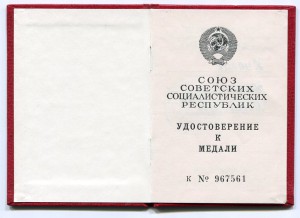 СОЮЗ
СОВЕТСКИХ
СОЦИАЛИСТИЧЕСКИХ
РЕСПУБЛИК
УДОСТОВЕРЕНИЕ
К
МЕДАЛИ
К № 967561